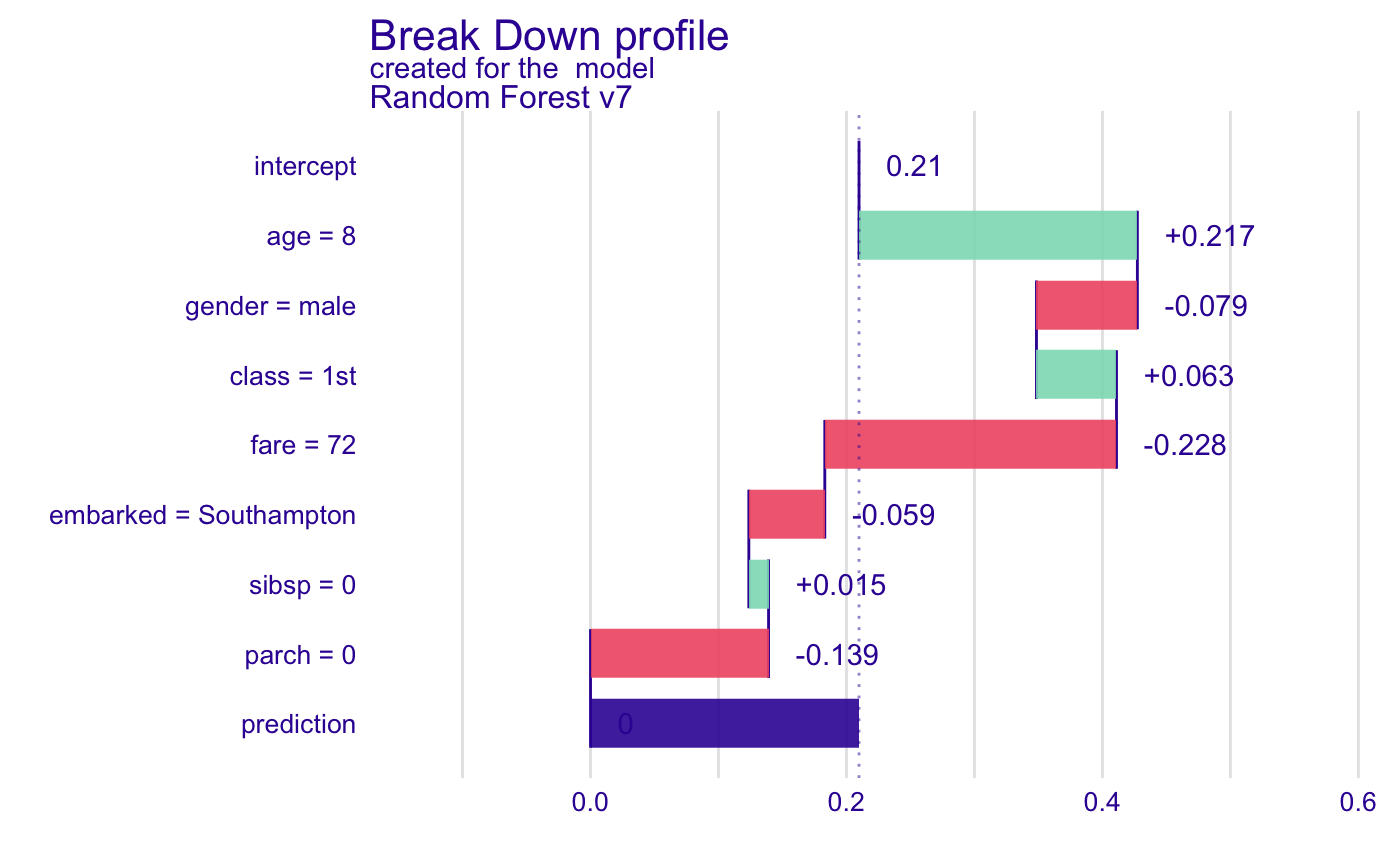 Break Down profile
created for the  model
Random Forest v7
intercept 0.21
age = 8 +0.217
gender = male -0.079
class = 1st +0.063
fare = 72 -0.228
embarked = Southampton -0.059
sibsp = 0 +0.015
parch = 0 -0.139
prediction 0
0.0 0.2 0.4 0.6